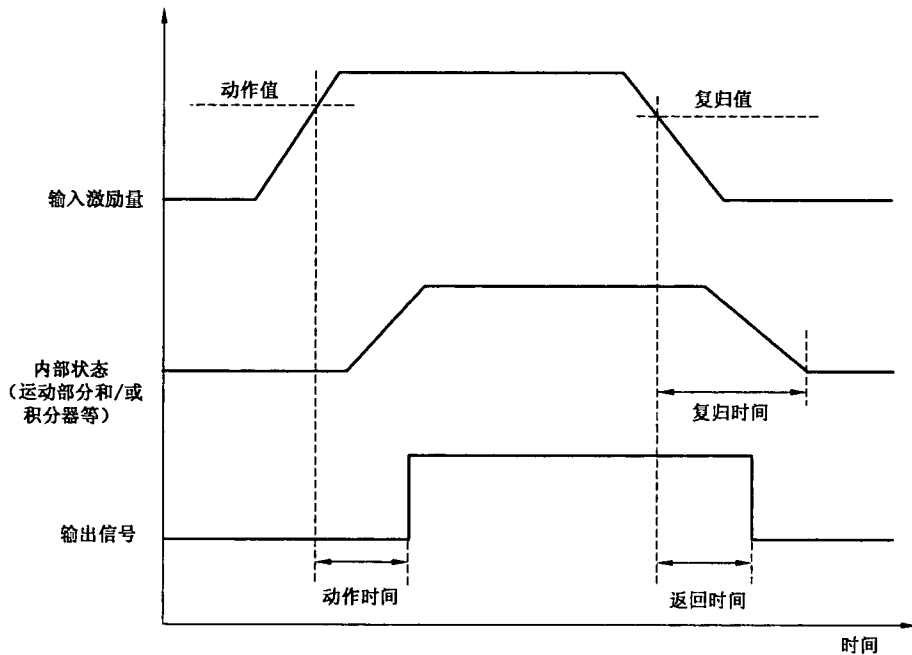 动作值
复归值
输入激励量
内部状态
（运动部分和/或
积分器等）
复归时间
输出信号
动作时间
返回时间
时间